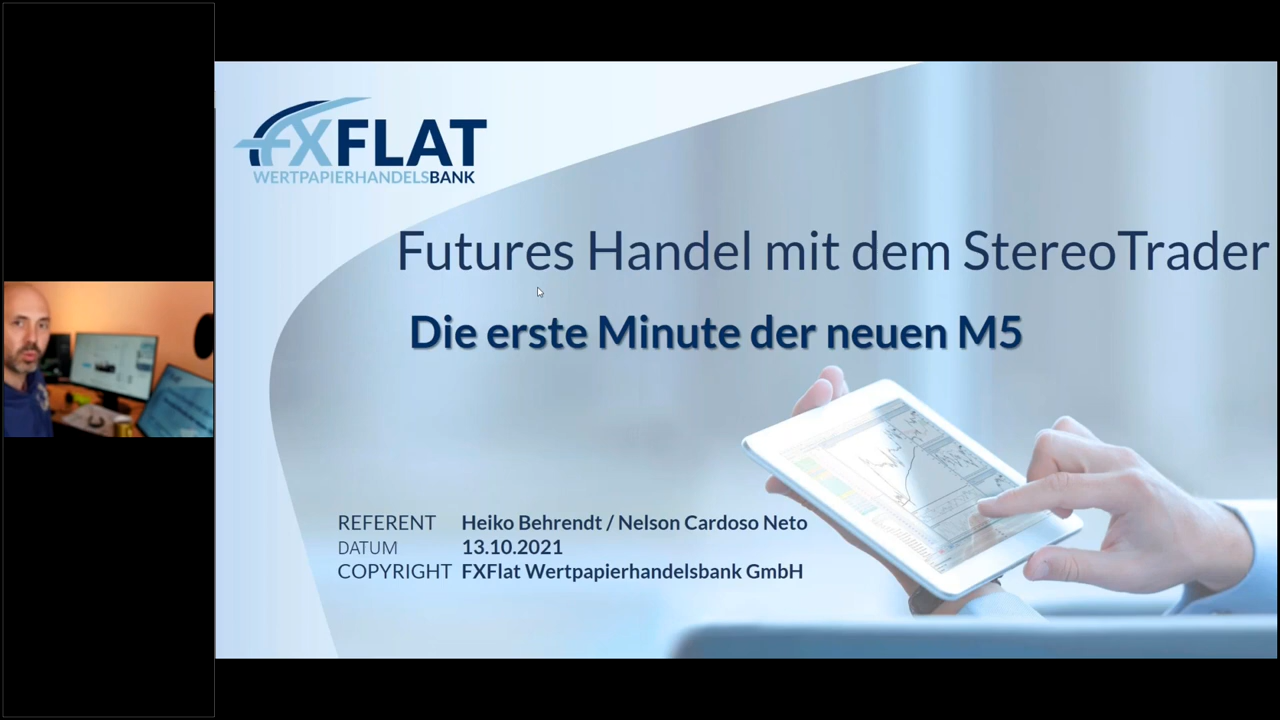 fxFLAT
WERTPAPIERHANDELSBANK
Futures Handel mit dem StereoTrader
Die erste Minute der neuen M5
REFERENT Heiko Behrendt / Nelson Cardoso Neto
DATUM 13.10.2021
COPYRIGHT FXFlat Wertpapierhandelsbank GmbH